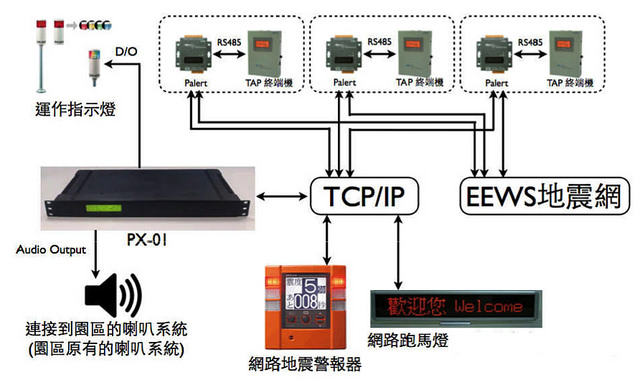 D/O
運作指示燈
RS485
Palert
TAP 終端機
RS485
Palert
TAP 終端機
RS485
Palert
TAP 終端機
TCP/IP
EEWS地震網
PX-01
Audio Output
連接到園區的喇叭系統
(園區原有的喇叭系統)
震度 5
あと 008 秒
網路地震警報器
歡迎您 Welcome
網路跑馬燈